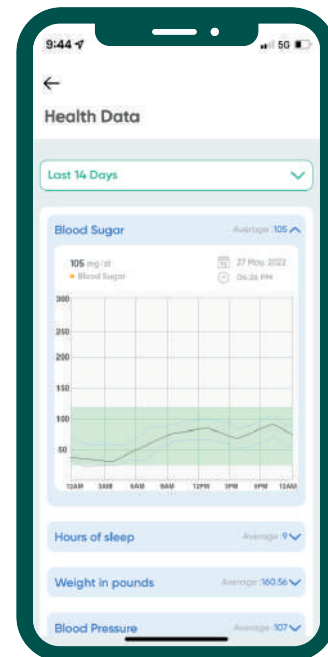 9:44 5G
Health Data
Last 14 Days
Blood Sugar Average 105
105 mg/dl 27 May, 2022
Blood Sugar 04:26 PM
300
250
200
150
100
50
12AM 3AM 6AM 9AM 12PM 3PM 9PM 12AM
Hours of sleep Average 9
Weight in pounds Average 160.56
Blood Pressure Average 107